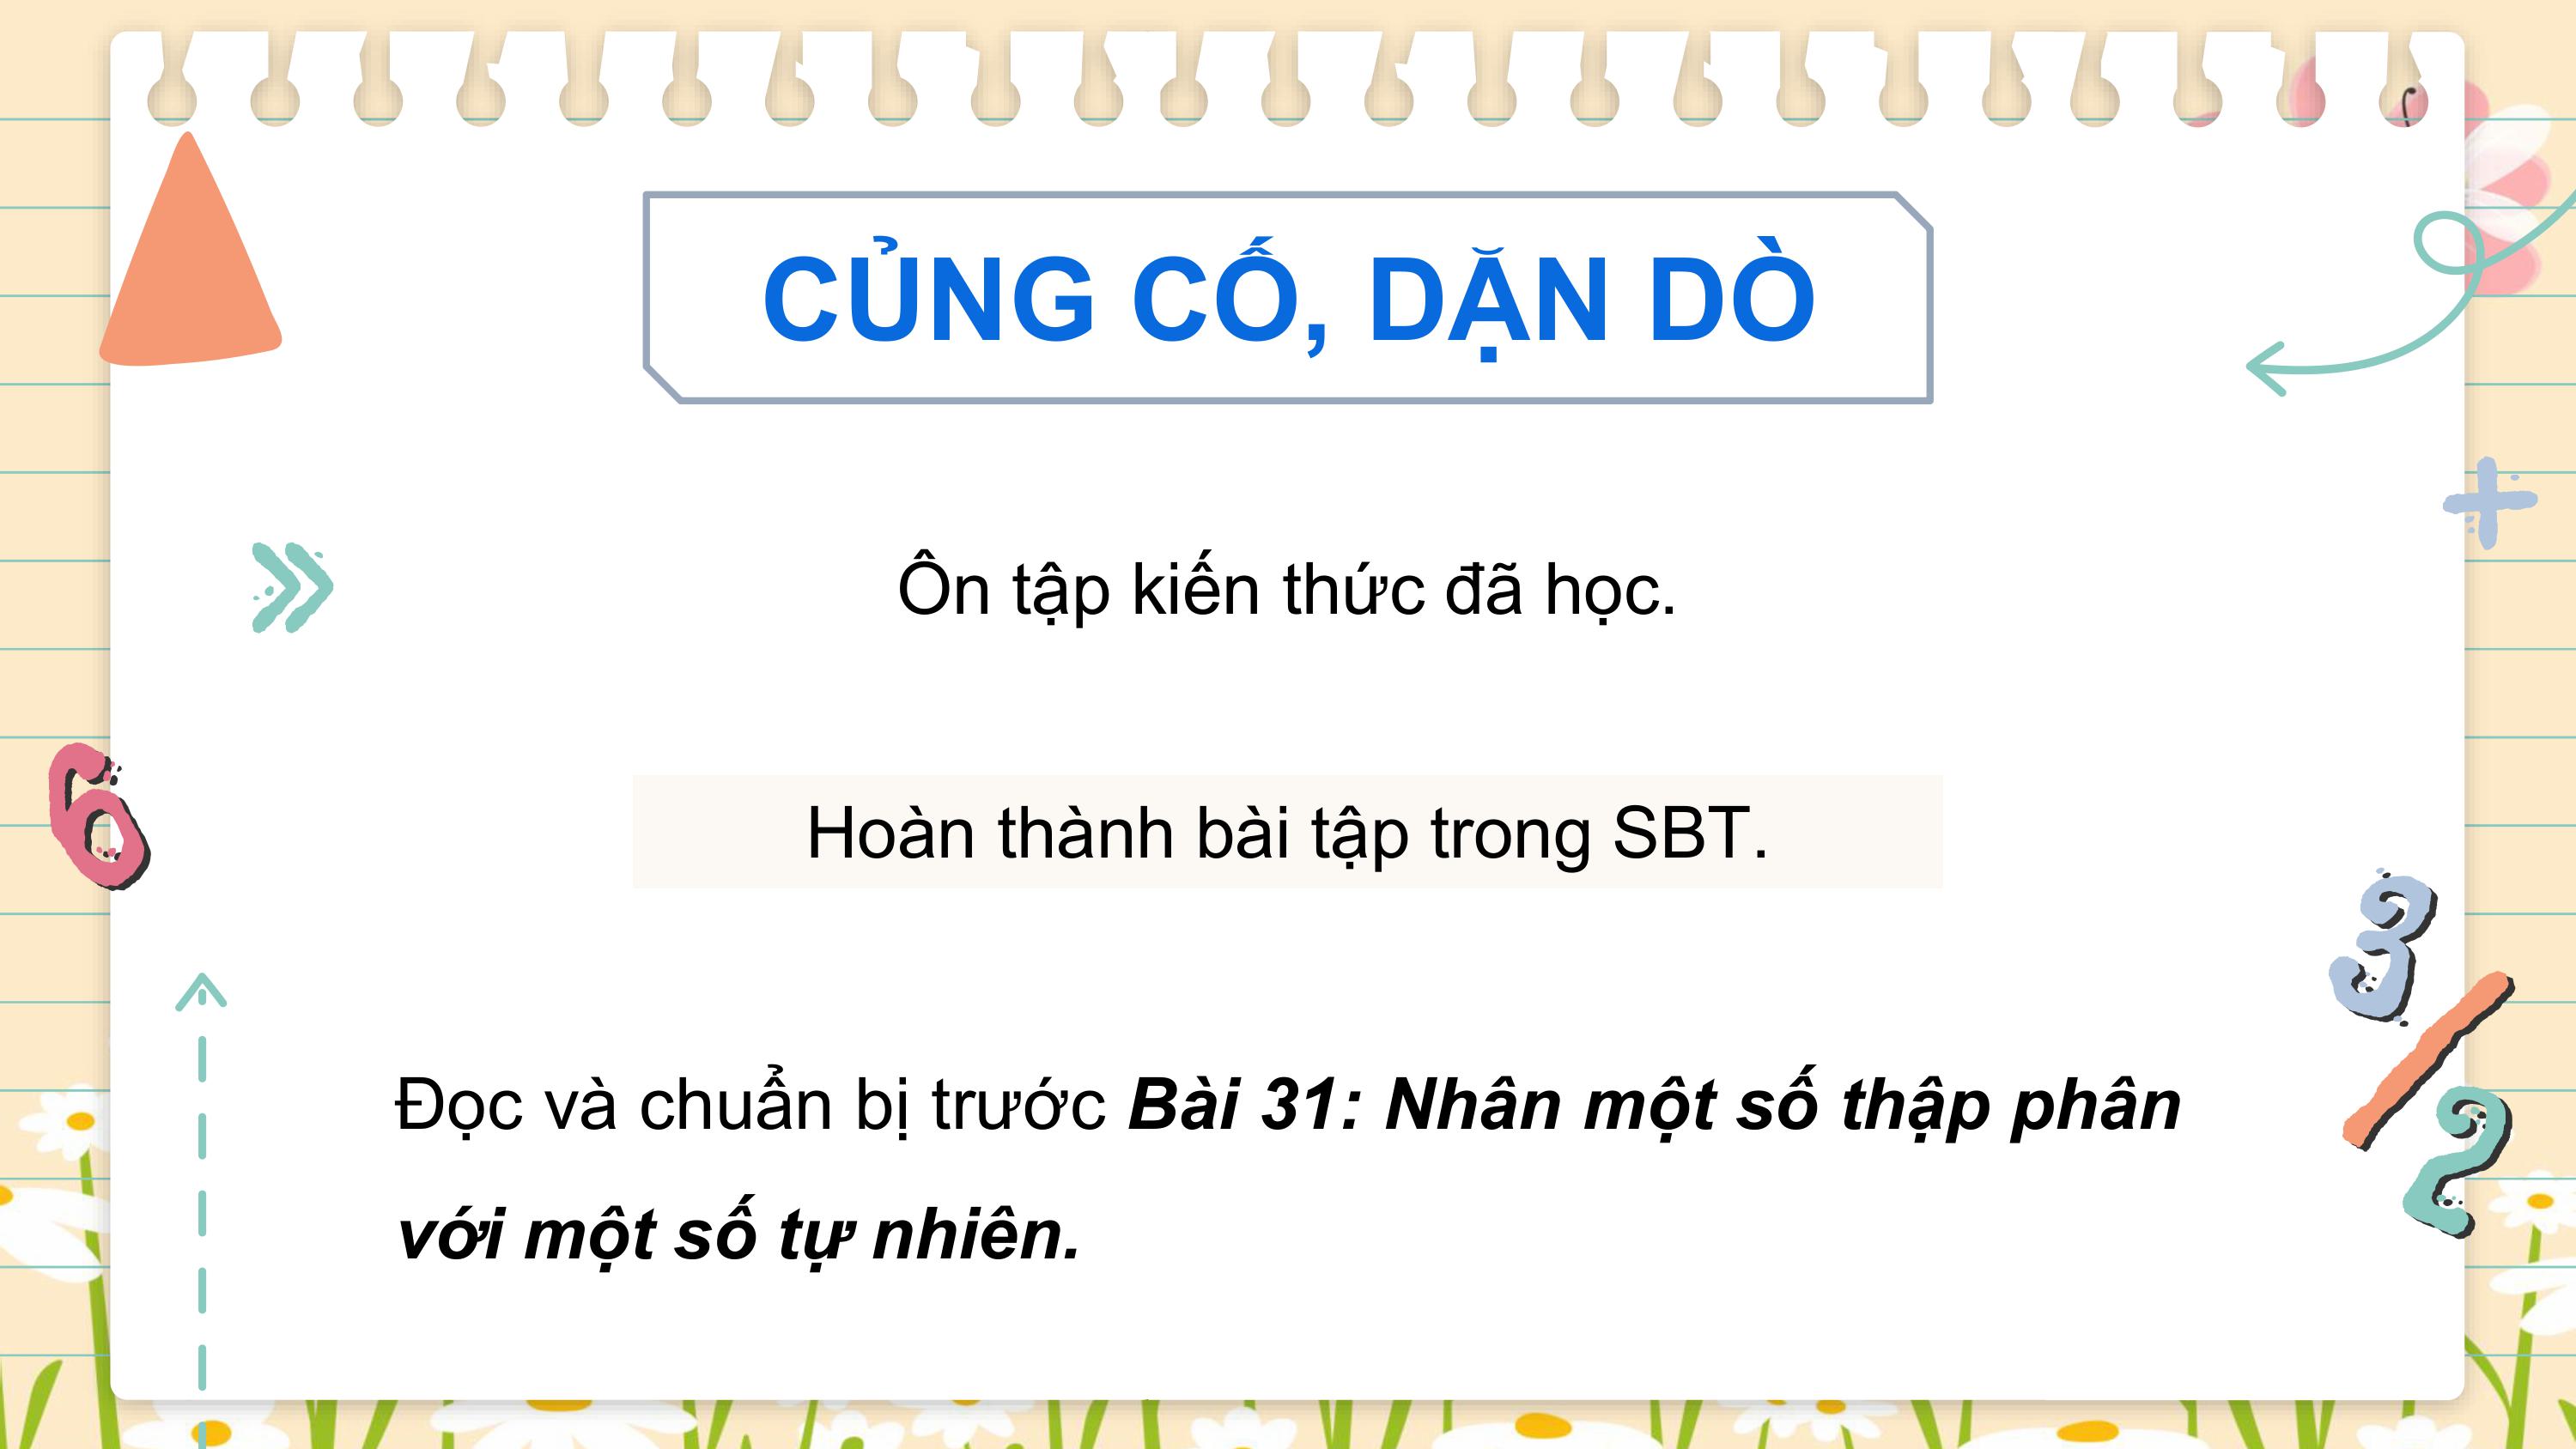 CỦNG CỐ, DẶN DÒ
Ôn tập kiến thức đã học.
Hoàn thành bài tập trong SBT.
Đọc và chuẩn bị trước Bài 31: Nhân một số thập phân
với một số tự nhiên.
6
3
/
2
+